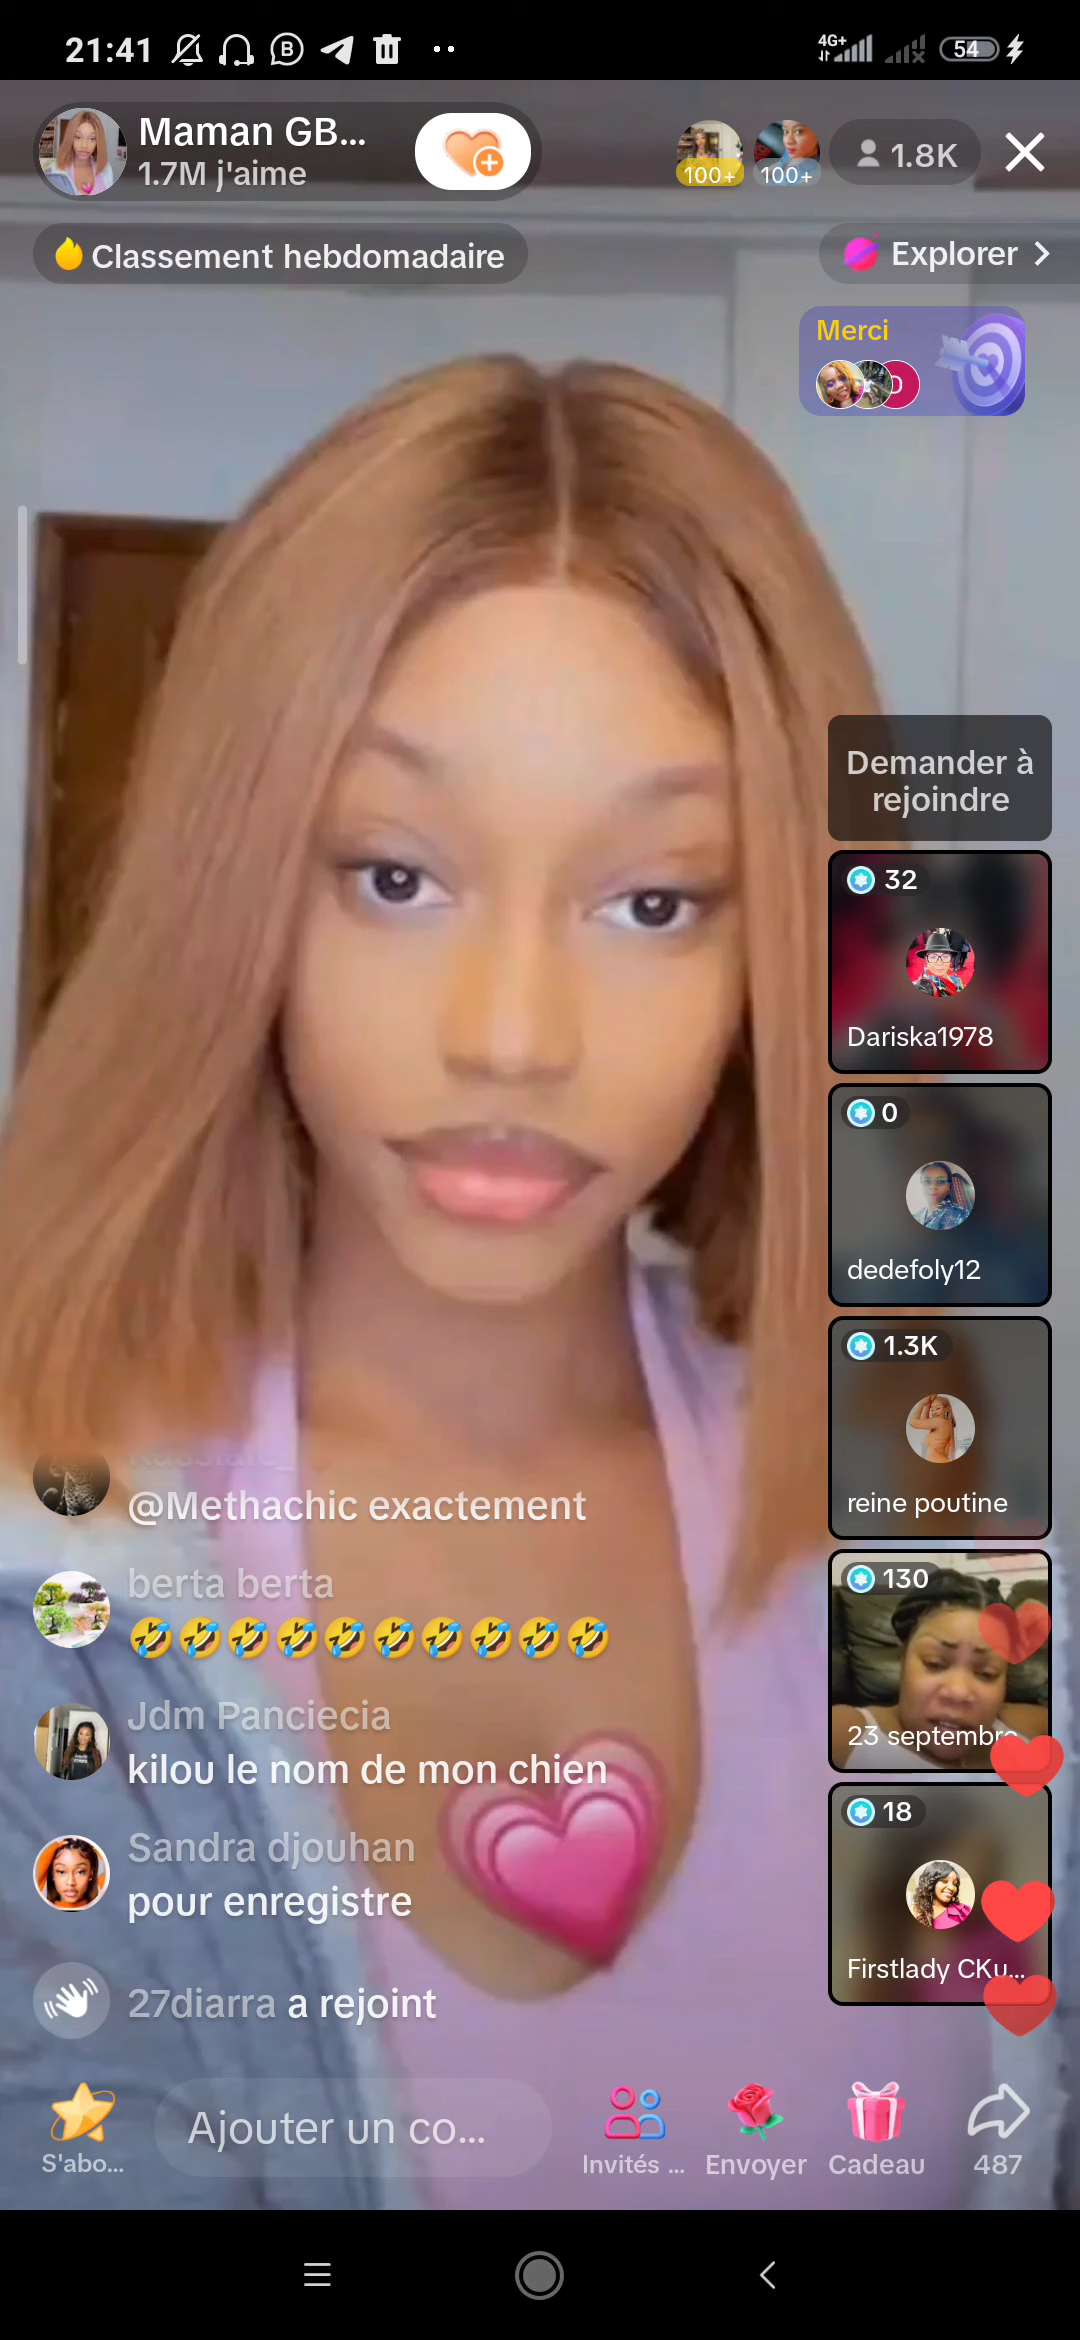 21:41
4G+
54
Maman GB...
1.7M j'aime
100+
100+
1.8K
Classement hebdomadaire
Explorer
Merci
D
Demander à
rejoindre
32
Dariska1978
0
dedefoly12
1.3K
reine poutine
130
23 septembre
18
Firstlady CKu...
@Methachic exactement
berta berta
🤣🤣🤣🤣🤣🤣🤣🤣🤣🤣
Jdm Panciecia
kilou le nom de mon chien
Sandra djouhan
pour enregistre
27diarra a rejoint
S'abo...
Ajouter un co...
Invités ...
Envoyer
Cadeau
487